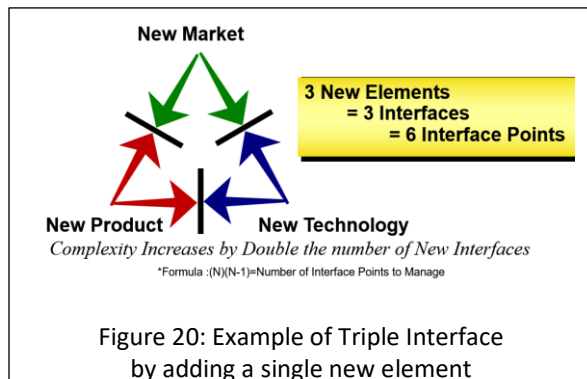 New Market
3 New Elements
= 3 Interfaces
= 6 Interface Points
New Product
New Technology
Complexity Increases by Double the number of New Interfaces
*Formula :(N)(N-1)=Number of Interface Points to Manage
Figure 20: Example of Triple Interface
by adding a single new element